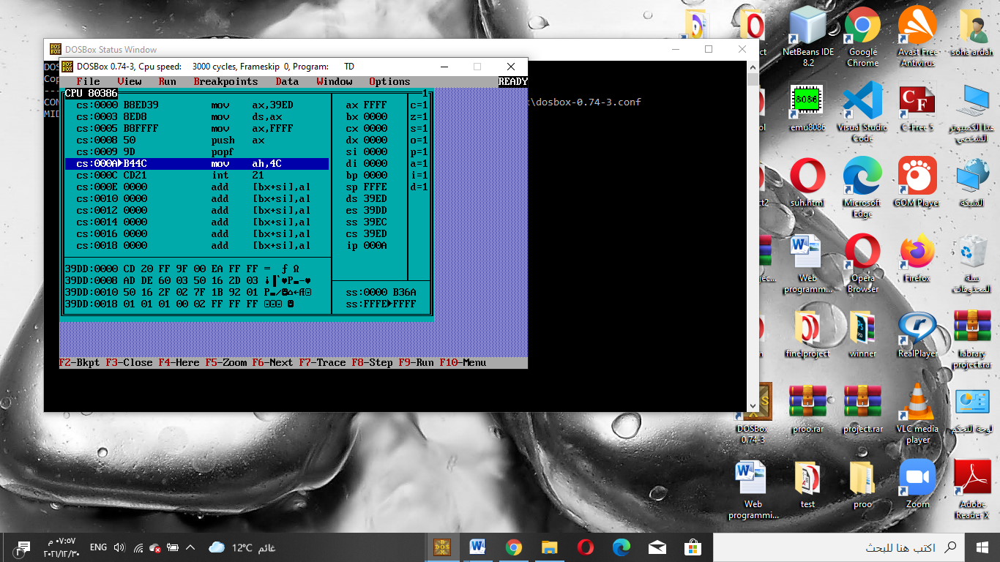 DOSBox Status Window
DOSBox 0.74-3, Cpu speed: 3000 cycles, Frameskip 0, Program: TD
File View Run Breakpoints Data Window Options READY
CPU 80386 1
cs:0000 B8ED39 mov ax,39ED ax FFFF c=1
cs:0003 8ED8 mov ds,ax bx 0000 z=1
cs:0005 B8FFFF mov ax,FFFF cx 0000 s=1
cs:0008 50 push ax dx 0000 o=1
cs:0009 9D popf si 0000 p=1
cs:000A►B44C mov ah,4C di 0000 a=1
cs:000C CD21 int 21 bp 0000 i=1
cs:000E 0000 add [bx+si],al sp FFFE d=1
cs:0010 0000 add [bx+si],al ds 39ED
cs:0012 0000 add [bx+si],al es 39DD
cs:0014 0000 add [bx+si],al ss 39EC
cs:0016 0000 add [bx+si],al cs 39ED
cs:0018 0000 add [bx+si],al ip 000A
39DD:0000 CD 20 FF 9F 00 EA FF FF = ƒ Ω
39DD:0008 AD DE 60 03 50 16 2D 03 ¡▐`♥P▬-♥
39DD:0010 50 16 2F 02 7F 1B 92 01 ss:0000 B36A
39DD:0018 01 01 01 00 02 FF FF FF ss:FFFE►FFFF
F2-Bkpt F3-Close F4-Here F5-Zoom F6-Next F7-Trace F8-Step F9-Run F10-Menu
DOS
Cop
---
CON
MID
\dosbox-0.74-3.conf
NetBeans IDE
8.2
Google
Chrome
Avast Free
Antivirus
soha ardah
emu8086
Visual Studio
Code
C-Free 5
هذا الكمبيوتر
الشخصي
suh.html
Microsoft
Edge
GOM Player
الشبكة
Web
programm...
Opera
Browser
Firefox
سلة
المحذوفات
finelproject
winner
RealPlayer
labrary
project.rar
DOSBox
0.74-3
proo.rar
project.rar
VLC media
player
لوحة التحكم
Web
programmi...
test
proo
Zoom
Adobe
Reader X
٠٧:٥٧ م
٢٠٢١/١٢/٣٠
ENG
12°C غائم
اكتب هنا للبحث